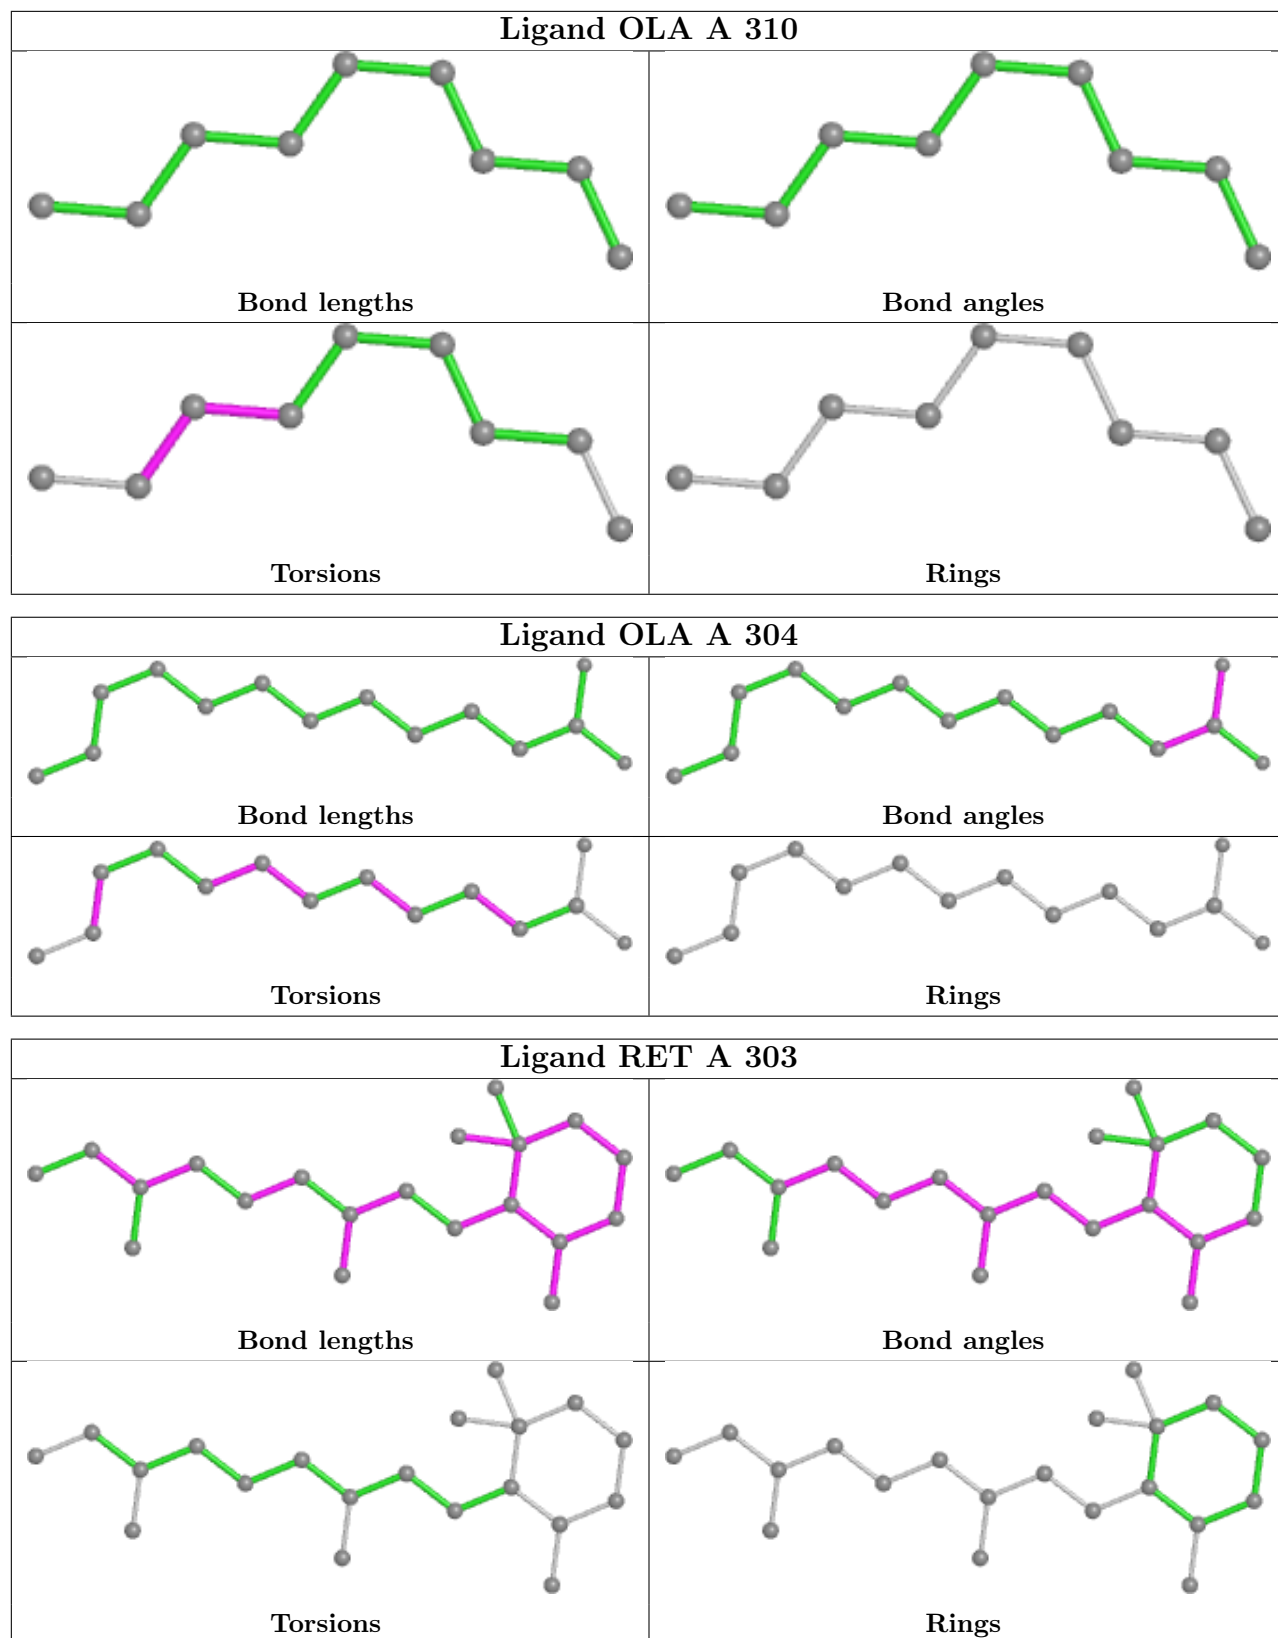 Ligand OLA A 310
Bond lengths
Bond angles
Torsions
Rings
Ligand OLA A 304
Bond lengths
Bond angles
Torsions
Rings
Ligand RET A 303
Bond lengths
Bond angles
Torsions
Rings